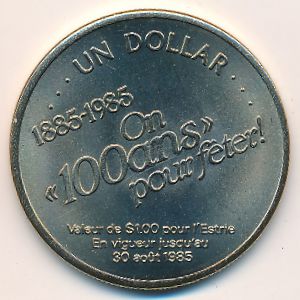 UN DOLLAR
1885-1985
On
«100ans»
pour fêter!
Valeur de $1.00 pour l'Estrie
En vigueur jusqu'au
30 août 1985